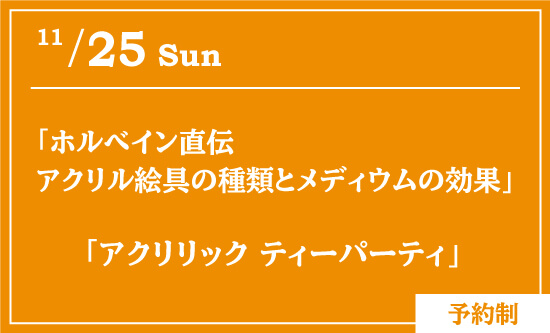 11/25 Sun
「ホルベイン直伝
アクリル絵具の種類とメディウムの効果」
「アクリリック ティーパーティ」
予約制